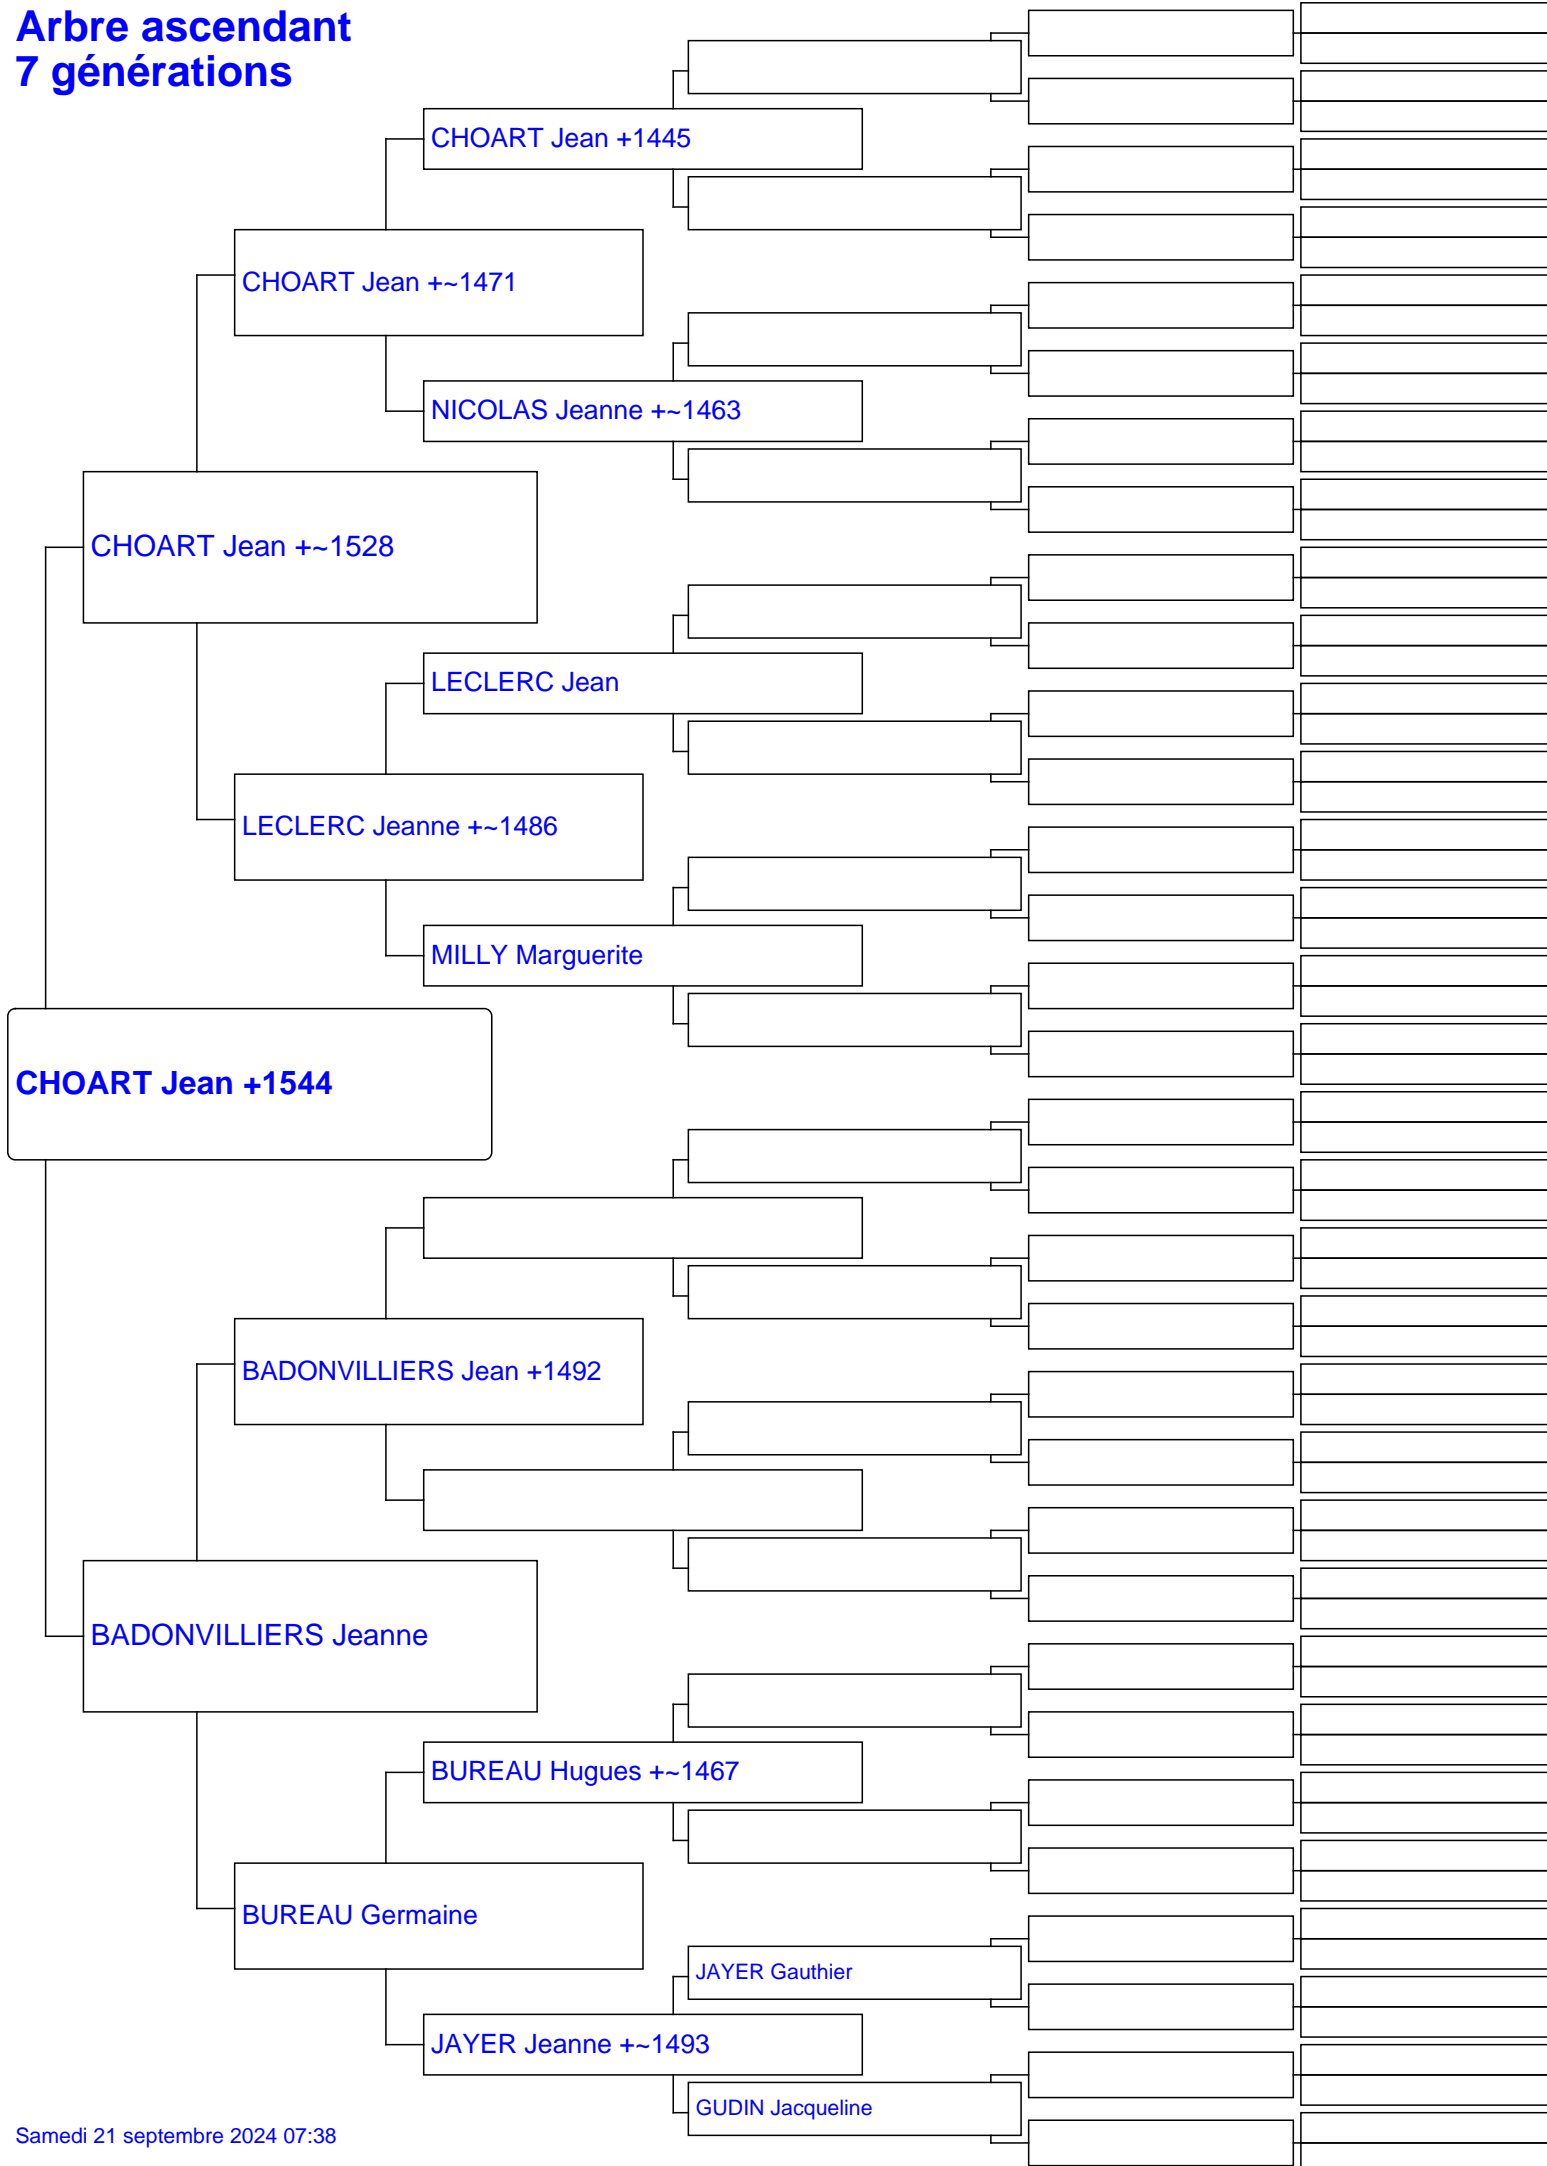 Arbre ascendant
7 générations
CHOART Jean +1445
CHOART Jean +~1471
NICOLAS Jeanne +~1463
CHOART Jean +~1528
LECLERC Jean
LECLERC Jeanne +~1486
MILLY Marguerite
CHOART Jean +1544
BADONVILLIERS Jean +1492
BADONVILLIERS Jeanne
BUREAU Hugues +~1467
BUREAU Germaine
JAYER Gauthier
JAYER Jeanne +~1493
GUDIN Jacqueline
Samedi 21 septembre 2024 07:38